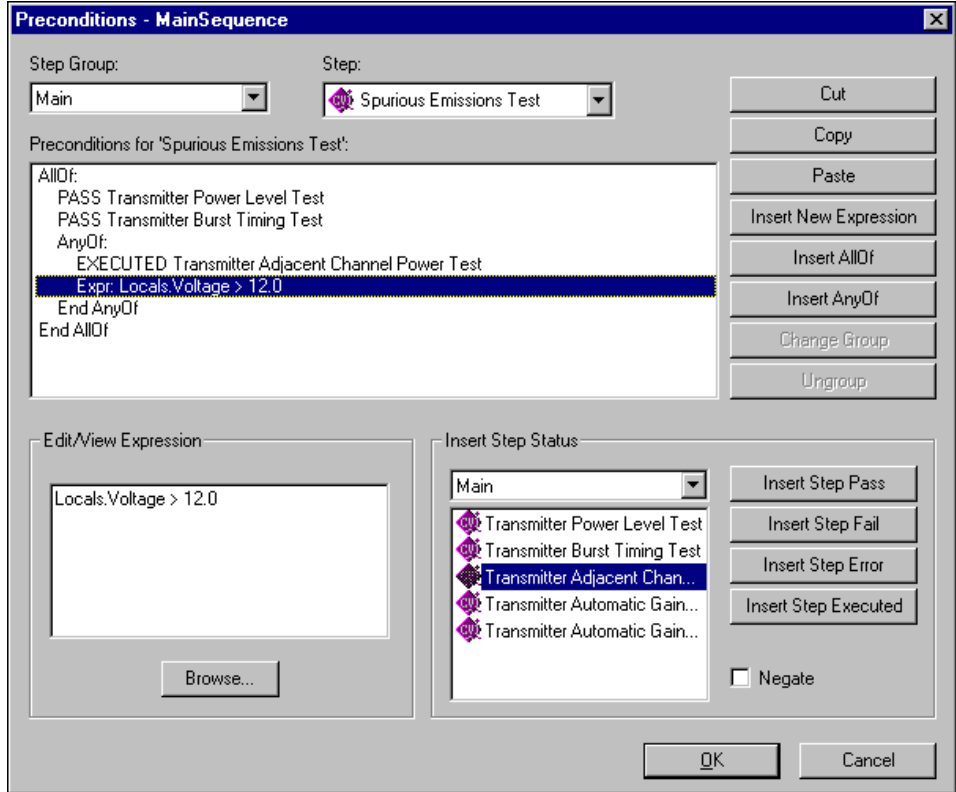 Preconditions - MainSequence
Step Group:
Step:
Main
CVI Spurious Emissions Test
Cut
Copy
Paste
Insert New Expression
Insert AllOf
Insert AnyOf
Change Group
Ungroup
Preconditions for 'Spurious Emissions Test':
AllOf:
PASS Transmitter Power Level Test
PASS Transmitter Burst Timing Test
AnyOf:
EXECUTED Transmitter Adjacent Channel Power Test
Expr: Locals.Voltage > 12.0
End AnyOf
End AllOf
Edit/View Expression
Locals.Voltage > 12.0
Browse...
Insert Step Status
Main
CVI Transmitter Power Level Test
CVI Transmitter Burst Timing Test
Transmitter Adjacent Chan...
CVI Transmitter Automatic Gain...
CVI Transmitter Automatic Gain...
Insert Step Pass
Insert Step Fail
Insert Step Error
Insert Step Executed
Negate
OK
Cancel